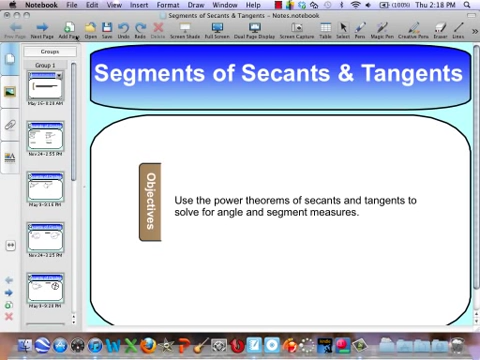 Notebook File Edit View Insert Format Draw Window Help (100%) Thu 2:18 PM
Segments of Secants & Tangents - Notes.notebook
Next Page Add Page Open Save Undo Redo Screen Shade Full Screen Dual Page Display Screen Capture Table Select Pens Magic Pen Creative Pens Eraser Lines
Groups
Group 1
Segments of Secants & Tangents
Objectives
Use the power theorems of secants and tangents to
solve for angle and segment measures.